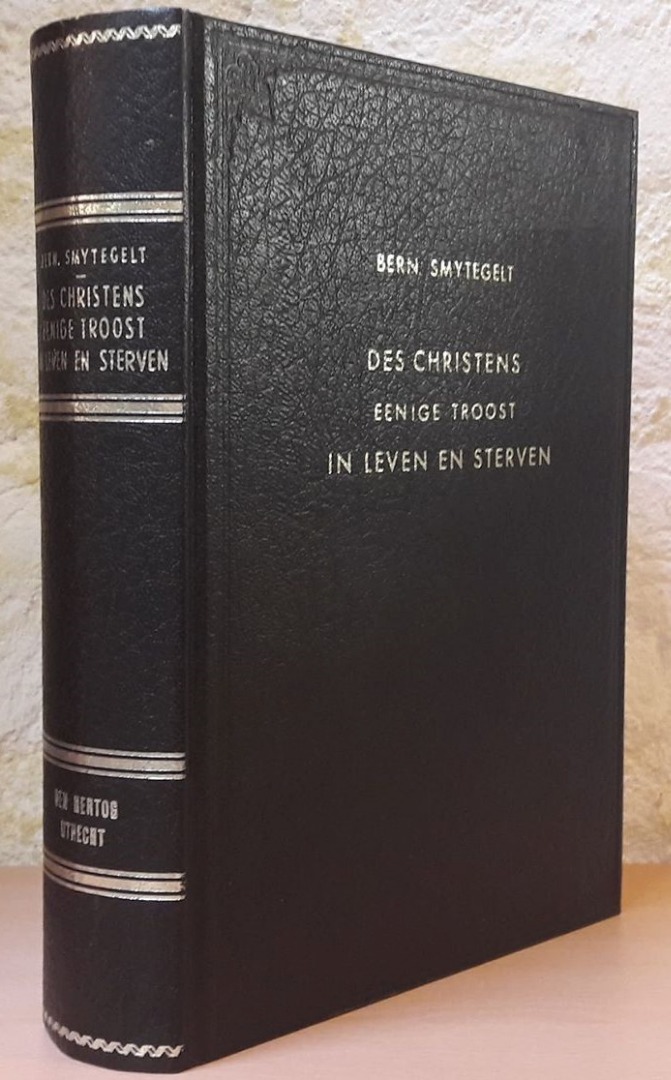 BERN. SMYTEGELT
DES CHRISTENS
EENIGE TROOST
IN LEVEN EN STERVEN
DEN HERTOG
UTRECHT
BERN. SMYTEGELT
DES CHRISTENS
EENIGE TROOST
IN LEVEN EN STERVEN